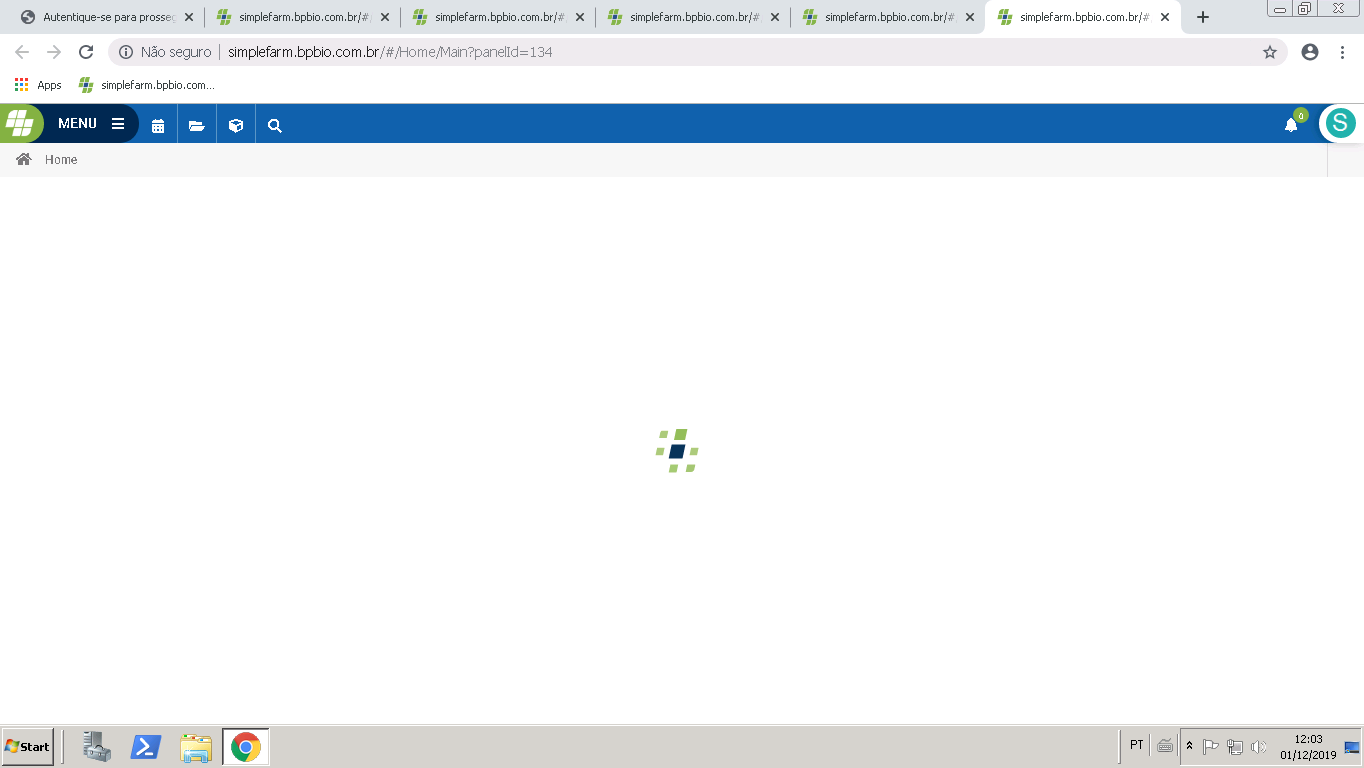 Autentique-se para prosseg
simplefarm.bpbio.com.br/#/
simplefarm.bpbio.com.br/#/
simplefarm.bpbio.com.br/#
simplefarm.bpbio.com.br/#
simplefarm.bpbio.com.br/#
Não seguro
simplefarm.bpbio.com.br/#/Home/Main?panelId=134
Apps
simplefarm.bpbio.com...
MENU
0
S
Home
Start
PT
12:03
01/12/2019